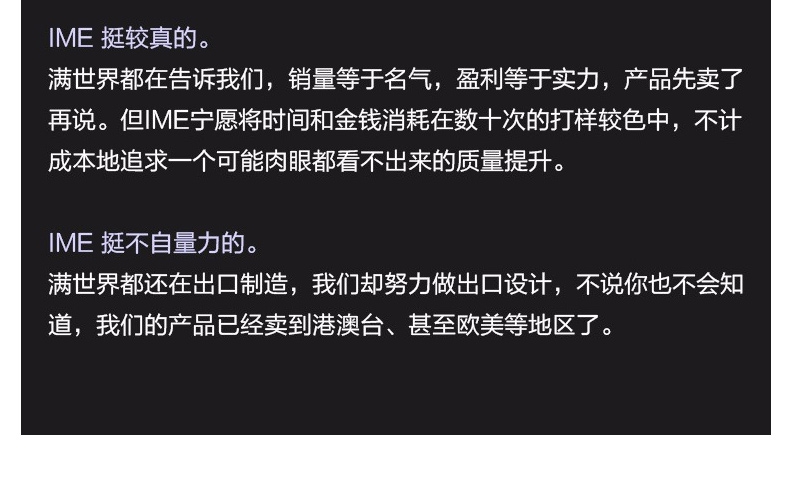 IME 挺较真的。
满世界都在告诉我们，销量等于名气，盈利等于实力，产品先卖了
再说。但IME宁愿将时间和金钱消耗在数十次的打样较色中，不计
成本地追求一个可能肉眼都看不出来的质量提升。
IME 挺不自量力的。
满世界都还在出口制造，我们却努力做出口设计，不说你也不会知
道，我们的产品已经卖到港澳台、甚至欧美等地区了。